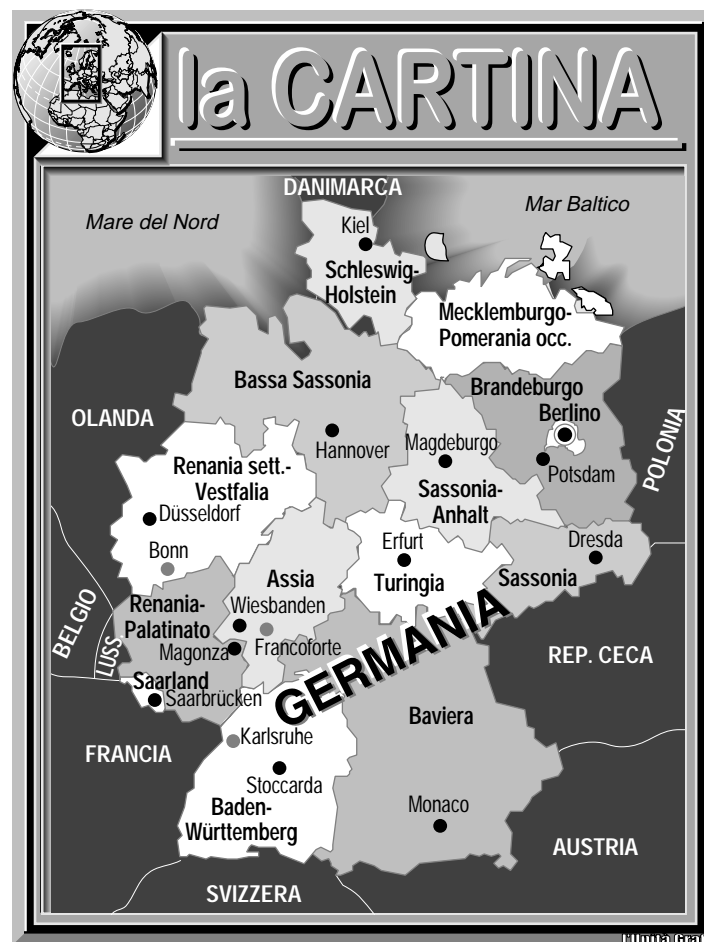 la CARTINA
DANIMARCA
Mare del Nord
Mar Baltico
Kiel
Schleswig-
Holstein
Mecklemburgo-
Pomerania occ.
Bassa Sassonia
Brandeburgo
Berlino
OLANDA
POLONIA
Hannover
Magdeburgo
Potsdam
Renania sett.-
Vestfalia
Sassonia-
Anhalt
Düsseldorf
Bonn
Erfurt
Dresda
Assia
Turingia
Sassonia
BELGIO
Renania-
Palatinato
Wiesbanden
LUSS.
Magonza
Francoforte
GERMANIA
REP. CECA
Saarland
Saarbrücken
Baviera
FRANCIA
Karlsruhe
Stoccarda
Baden-
Württemberg
Monaco
AUSTRIA
SVIZZERA